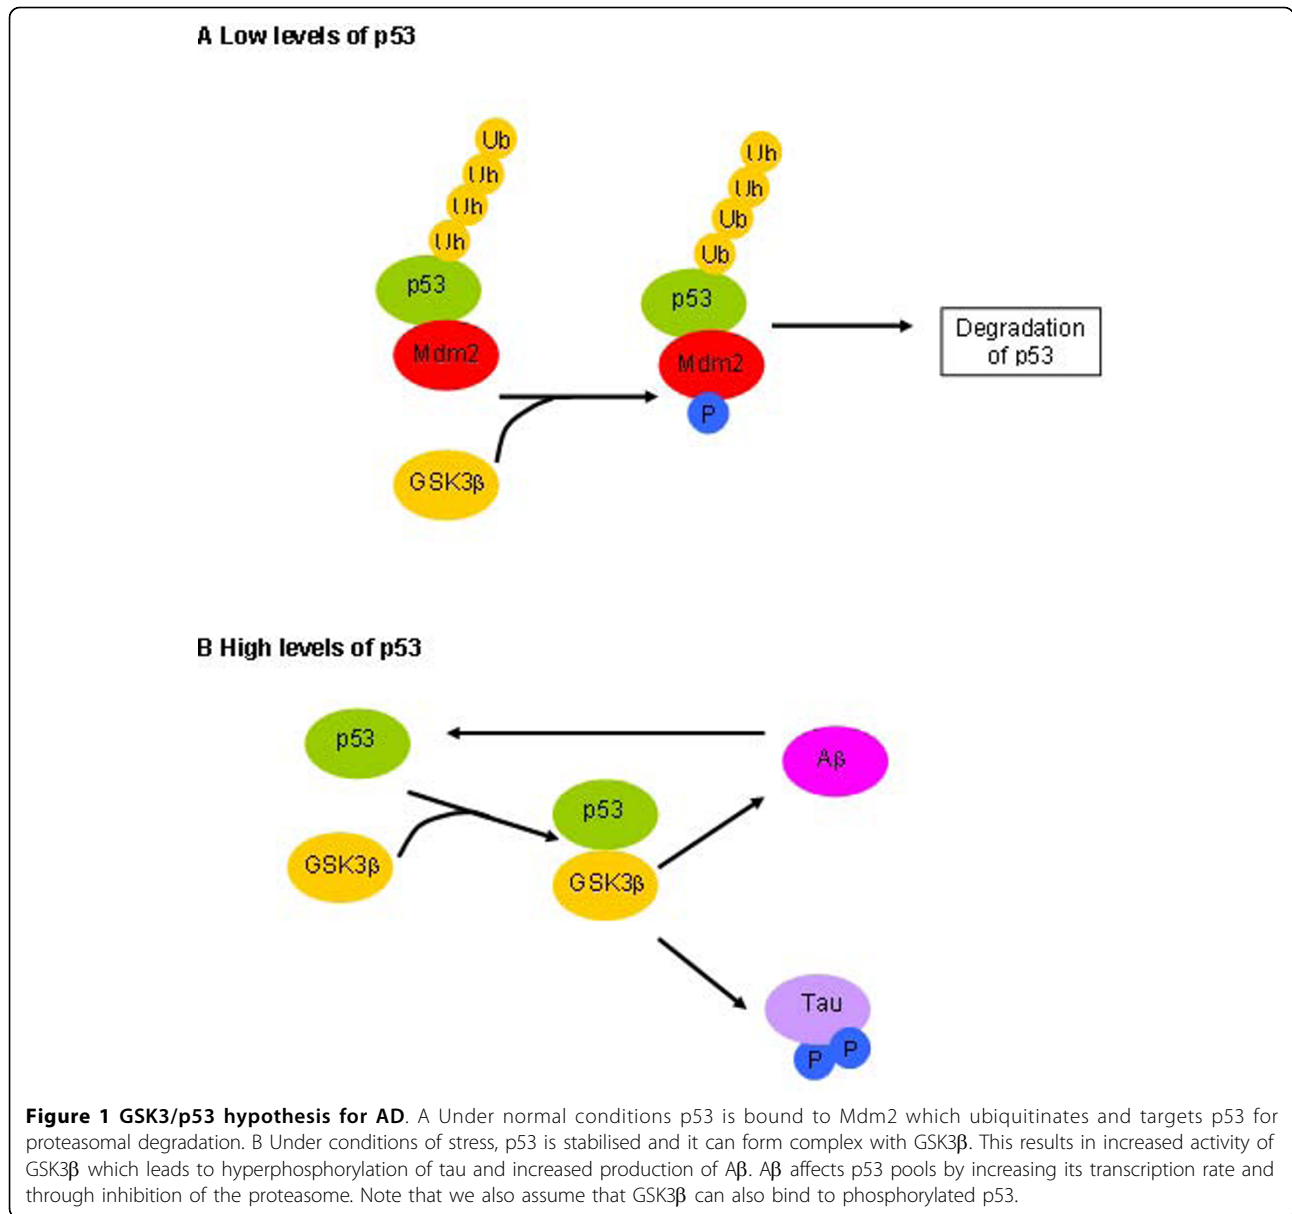 A Low levels of p53
Ub
Uh
Uh
Uh
p53
Mdm2
GSK3β
Uh
Uh
Ub
Ub
p53
Mdm2
P
Degradation
of p53
B High levels of p53
p53
GSK3β
p53
GSK3β
Aβ
Tau
P
P
Figure 1 GSK3/p53 hypothesis for AD. A Under normal conditions p53 is bound to Mdm2 which ubiquitinates and targets p53 for
proteasomal degradation. B Under conditions of stress, p53 is stabilised and it can form complex with GSK3β. This results in increased activity of
GSK3β which leads to hyperphosphorylation of tau and increased production of Aβ. Aβ affects p53 pools by increasing its transcription rate and
through inhibition of the proteasome. Note that we also assume that GSK3β can also bind to phosphorylated p53.